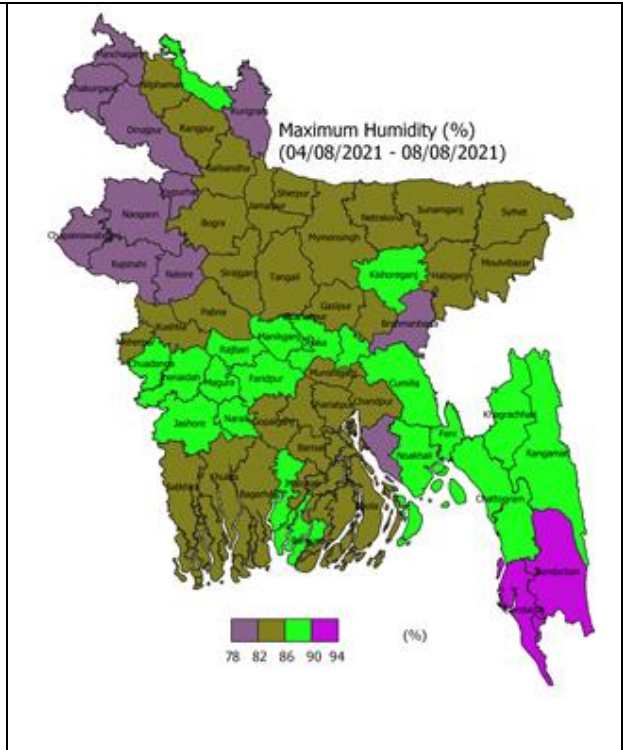 Panchagarh
Thakurgaon
Nilphamari
Kurigram
Dinajpur
Rangpur
Maximum Humidity (%)
(04/08/2021 - 08/08/2021)
Gaibandha
Joypurhat
Sherpur
Jamalpur
Naogaon
Bogra
Netrakona
Sunamganj
Sylhet
Mymensingh
Rajshahi
Natore
Sirajganj
Tangail
Kishoreganj
Habiganj
Moulvibazar
Gazipur
Pabna
Kushtia
Meherpur
Manikganj
Dhaka
Rajbari
Chuadanga
Jhenaidah
Magura
Faridpur
Munshiganj
Cumilla
Chandpur
Shariatpur
Jashore
Narail
Gopalganj
Khagrachhari
Feni
Noakhali
Barisal
Rangamati
Satkhira
Khulna
Bagerhat
Bhola
Chattogram
Bandarban
(%)
78 82 86 90 94